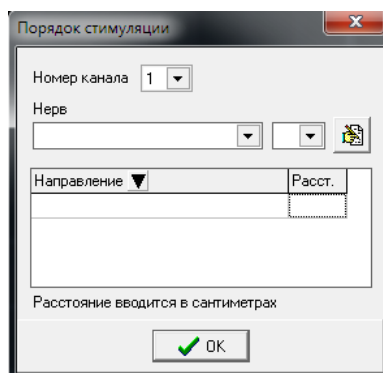 Порядок стимуляции
Номер канала 1
Нерв
Направление Расст.
Расстояние вводится в сантиметрах
OK